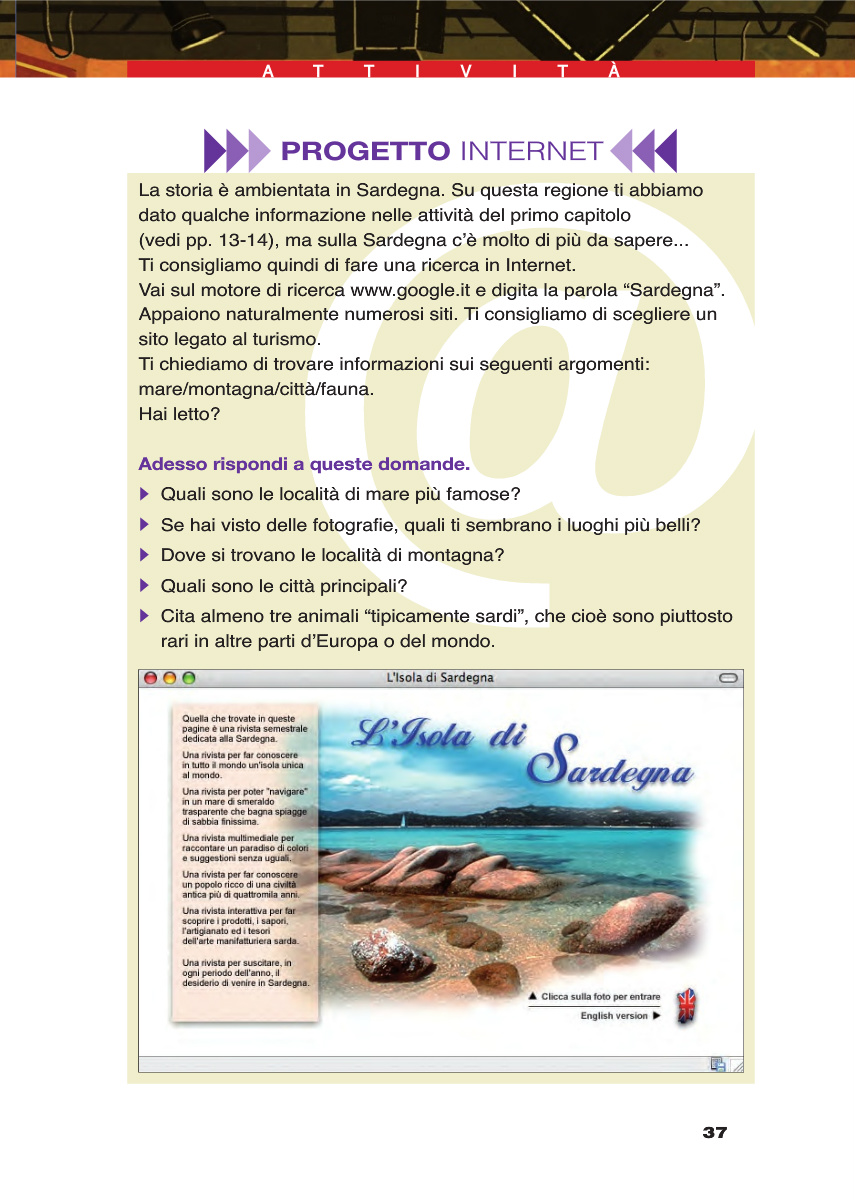 ATTIVITÀ
PROGETTO INTERNET
La storia è ambientata in Sardegna. Su questa regione ti abbiamo
dato qualche informazione nelle attività del primo capitolo
(vedi pp. 13-14), ma sulla Sardegna c’è molto di più da sapere...
Ti consigliamo quindi di fare una ricerca in Internet.
Vai sul motore di ricerca www.google.it e digita la parola “Sardegna”.
Appaiono naturalmente numerosi siti. Ti consigliamo di scegliere un
sito legato al turismo.
Ti chiediamo di trovare informazioni sui seguenti argomenti:
mare/montagna/città/fauna.
Hai letto?
Adesso rispondi a queste domande.
Quali sono le località di mare più famose?
Se hai visto delle fotografie, quali ti sembrano i luoghi più belli?
Dove si trovano le località di montagna?
Quali sono le città principali?
Cita almeno tre animali “tipicamente sardi”, che cioè sono piuttosto
rari in altre parti d’Europa o del mondo.
L'Isola di Sardegna
Quella che trovate in queste
pagine è una rivista semestrale
dedicata alla Sardegna.
Una rivista per far conoscere
in tutto il mondo un'isola unica
al mondo.
Una rivista per poter "navigare"
in un mare di smeraldo
trasparente che bagna spiagge
di sabbia finissima.
Una rivista multimediale per
raccontare un paradiso di colori
e suggestioni senza uguali.
Una rivista per far conoscere
un popolo ricco di una civiltà
antica più di quattromila anni.
Una rivista interattiva per far
scoprire i prodotti, i sapori,
l'artigianato ed i tesori
dell'arte manifatturiera sarda.
Una rivista per suscitare, in
ogni periodo dell'anno, il
desiderio di venire in Sardegna.
L'Isola di
Sardegna
Clicca sulla foto per entrare
English version
37